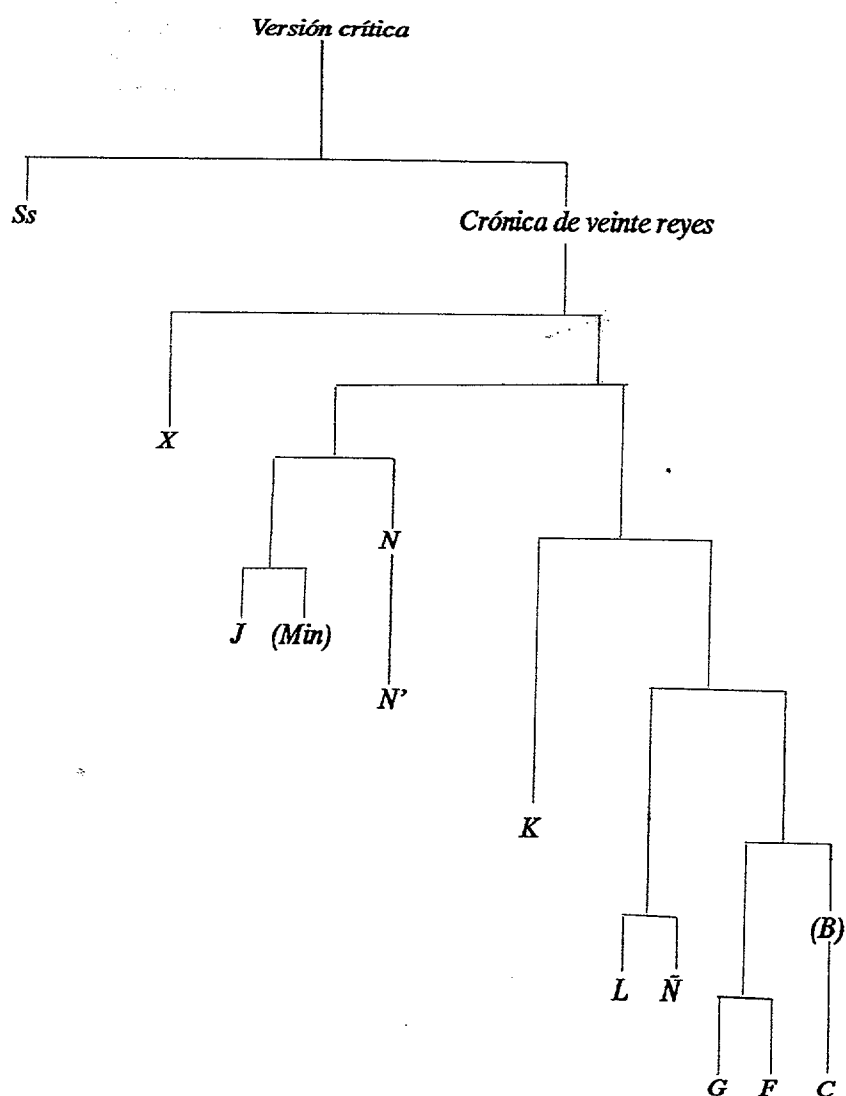 Versión crítica
Ss
Crónica de veinte reyes
X
N
J (Min)
N’
K
(B)
L Ñ
G F C